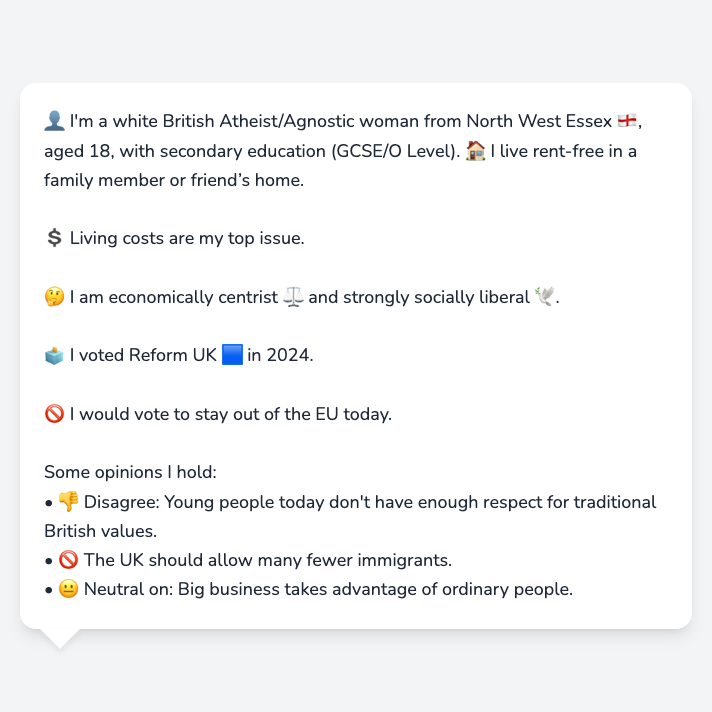 👤 I'm a white British Atheist/Agnostic woman from North West Essex 🏴󠁧󠁢󠁥󠁮󠁧󠁿,
aged 18, with secondary education (GCSE/O Level). 🏠 I live rent-free in a
family member or friend’s home.
💲 Living costs are my top issue.
🤔 I am economically centrist ⚖️ and strongly socially liberal 🕊️.
🗳️ I voted Reform UK 🟦 in 2024.
🚫 I would vote to stay out of the EU today.
Some opinions I hold:
• 👎 Disagree: Young people today don't have enough respect for traditional
British values.
• 🚫 The UK should allow many fewer immigrants.
• 😐 Neutral on: Big business takes advantage of ordinary people.